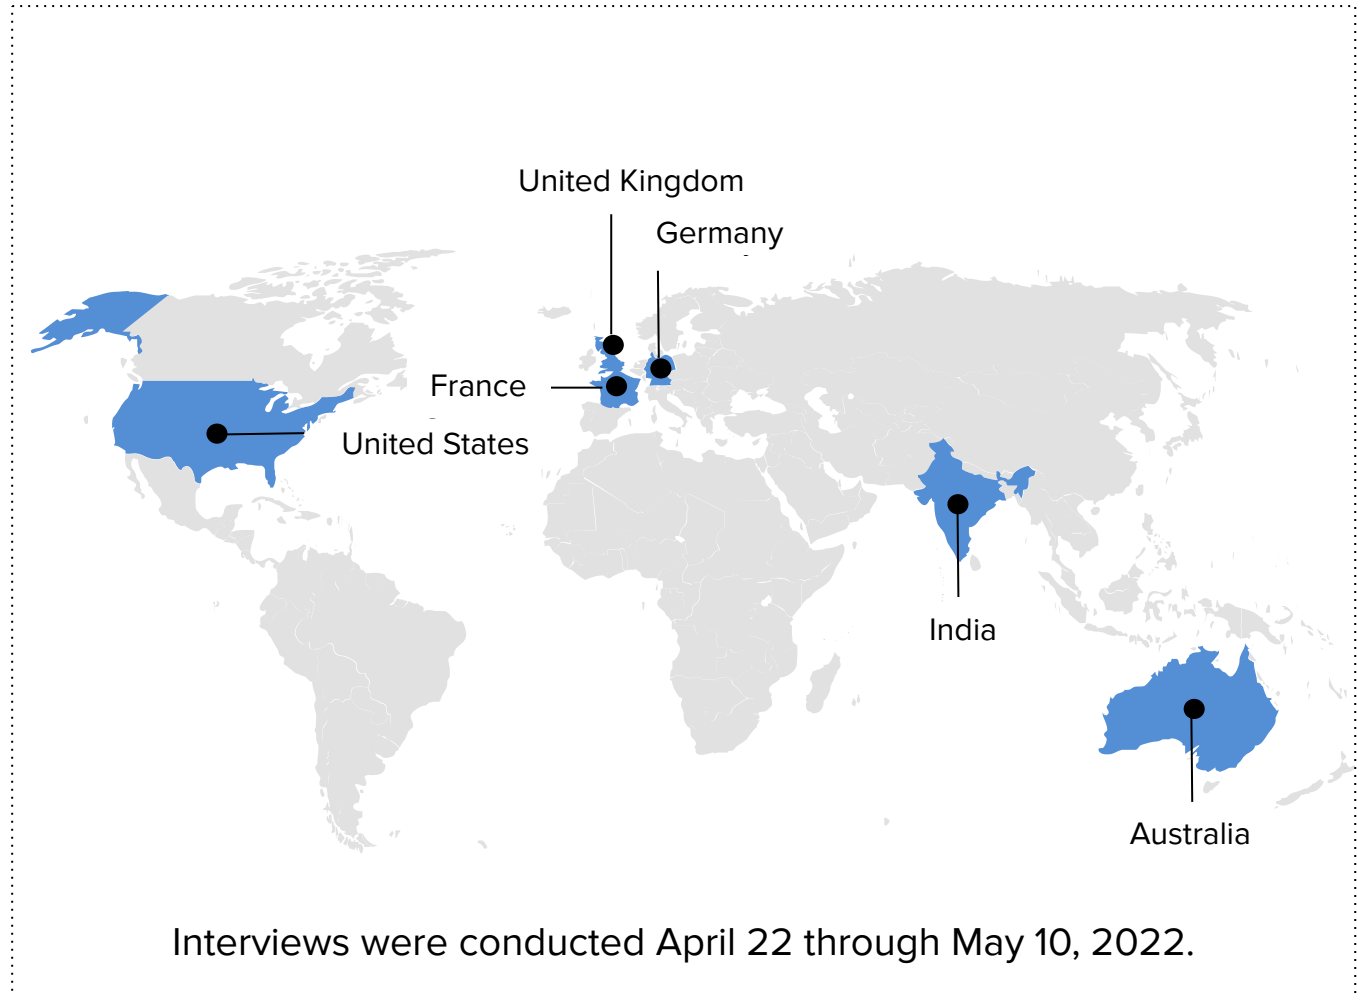 United Kingdom
Germany
France
United States
India
Australia
Interviews were conducted April 22 through May 10, 2022.